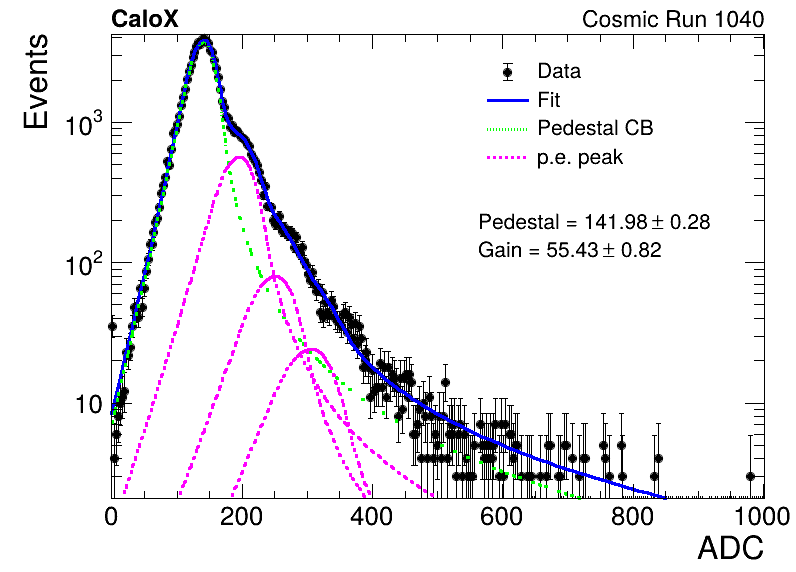 CaloX Cosmic Run 1040
Events
Data
Fit
Pedestal CB
p.e. peak
Pedestal = 141.98 ± 0.28
Gain = 55.43 ± 0.82
10³
10²
10
0 200 400 600 800 1000
ADC